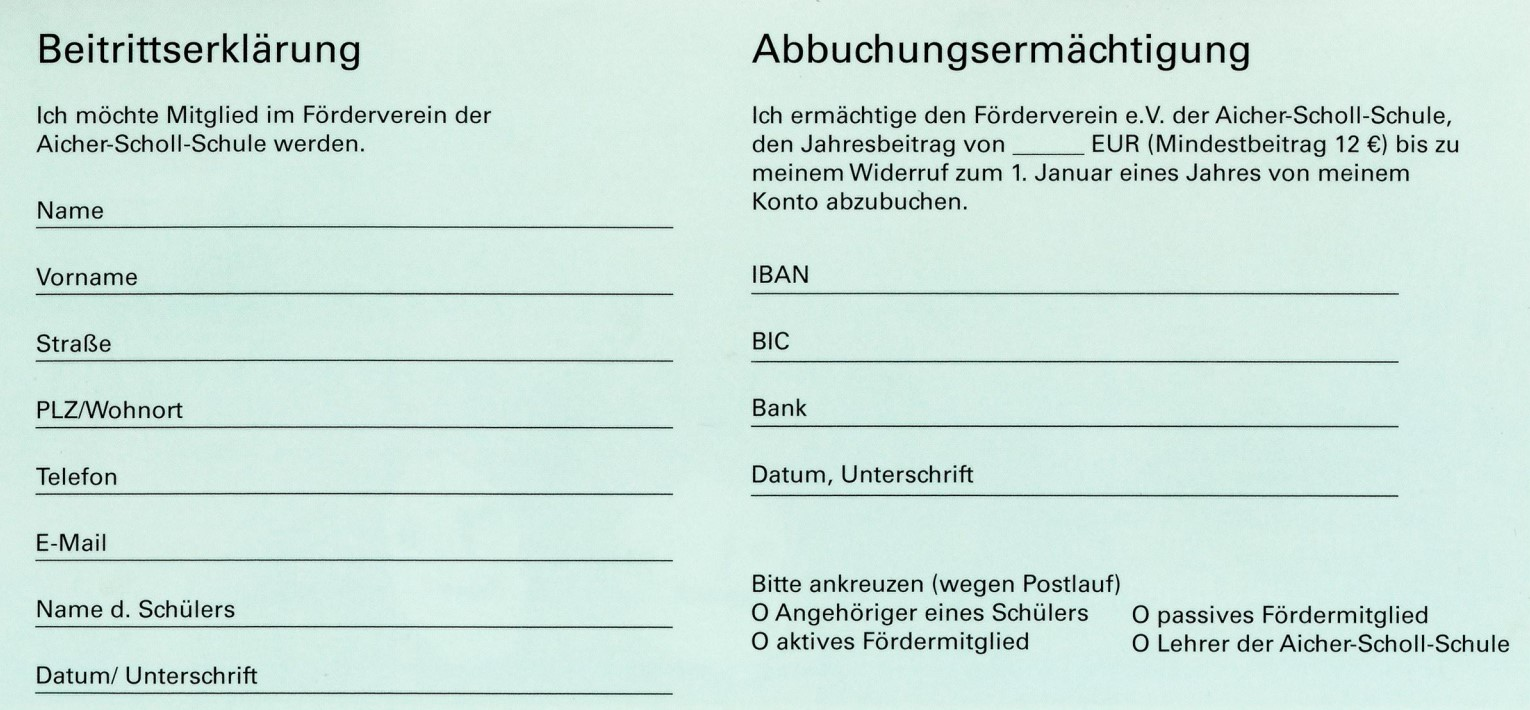 Beitrittserklärung
Ich möchte Mitglied im Förderverein der
Aicher-Scholl-Schule werden.
Name
Vorname
Straße
PLZ/Wohnort
Telefon
E-Mail
Name d. Schülers
Datum/ Unterschrift
Abbuchungsermächtigung
Ich ermächtige den Förderverein e.V. der Aicher-Scholl-Schule,
den Jahresbeitrag von ______ EUR (Mindestbeitrag 12 €) bis zu
meinem Widerruf zum 1. Januar eines Jahres von meinem
Konto abzubuchen.
IBAN
BIC
Bank
Datum, Unterschrift
Bitte ankreuzen (wegen Postlauf)
O Angehöriger eines Schülers
O aktives Fördermitglied
O passives Fördermitglied
O Lehrer der Aicher-Scholl-Schule